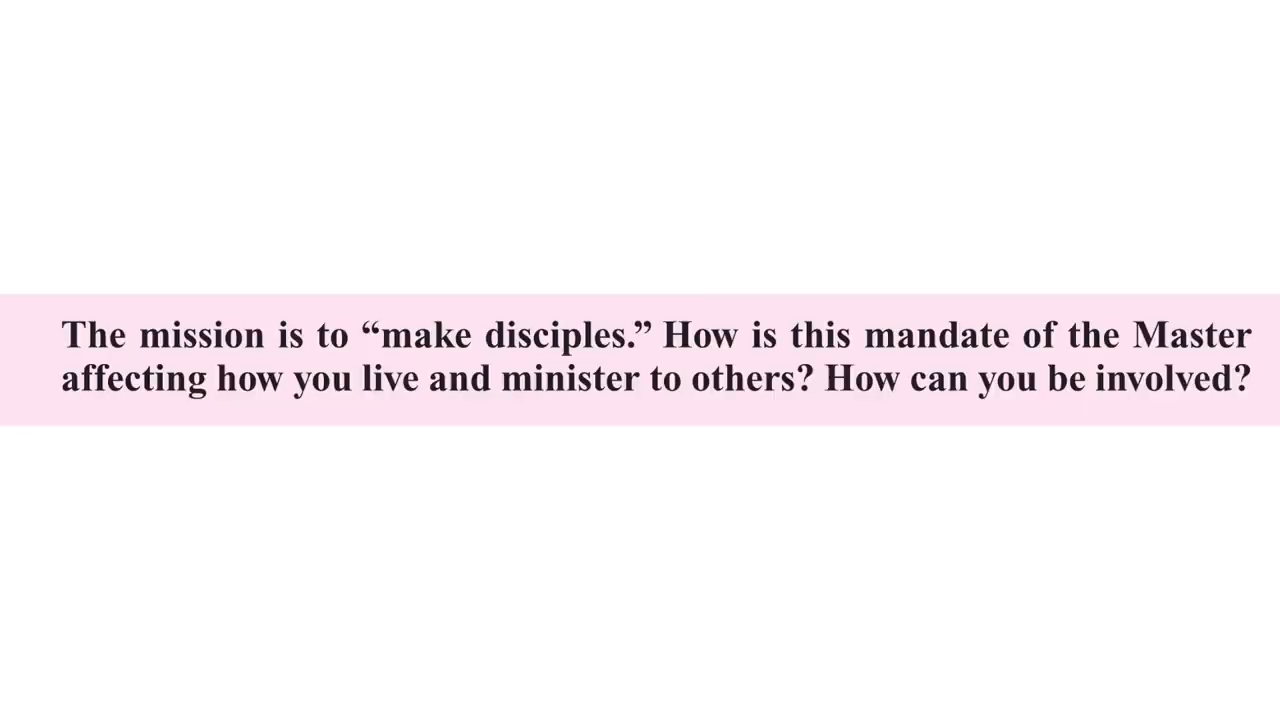 The mission is to “make disciples.” How is this mandate of the Master
affecting how you live and minister to others? How can you be involved?